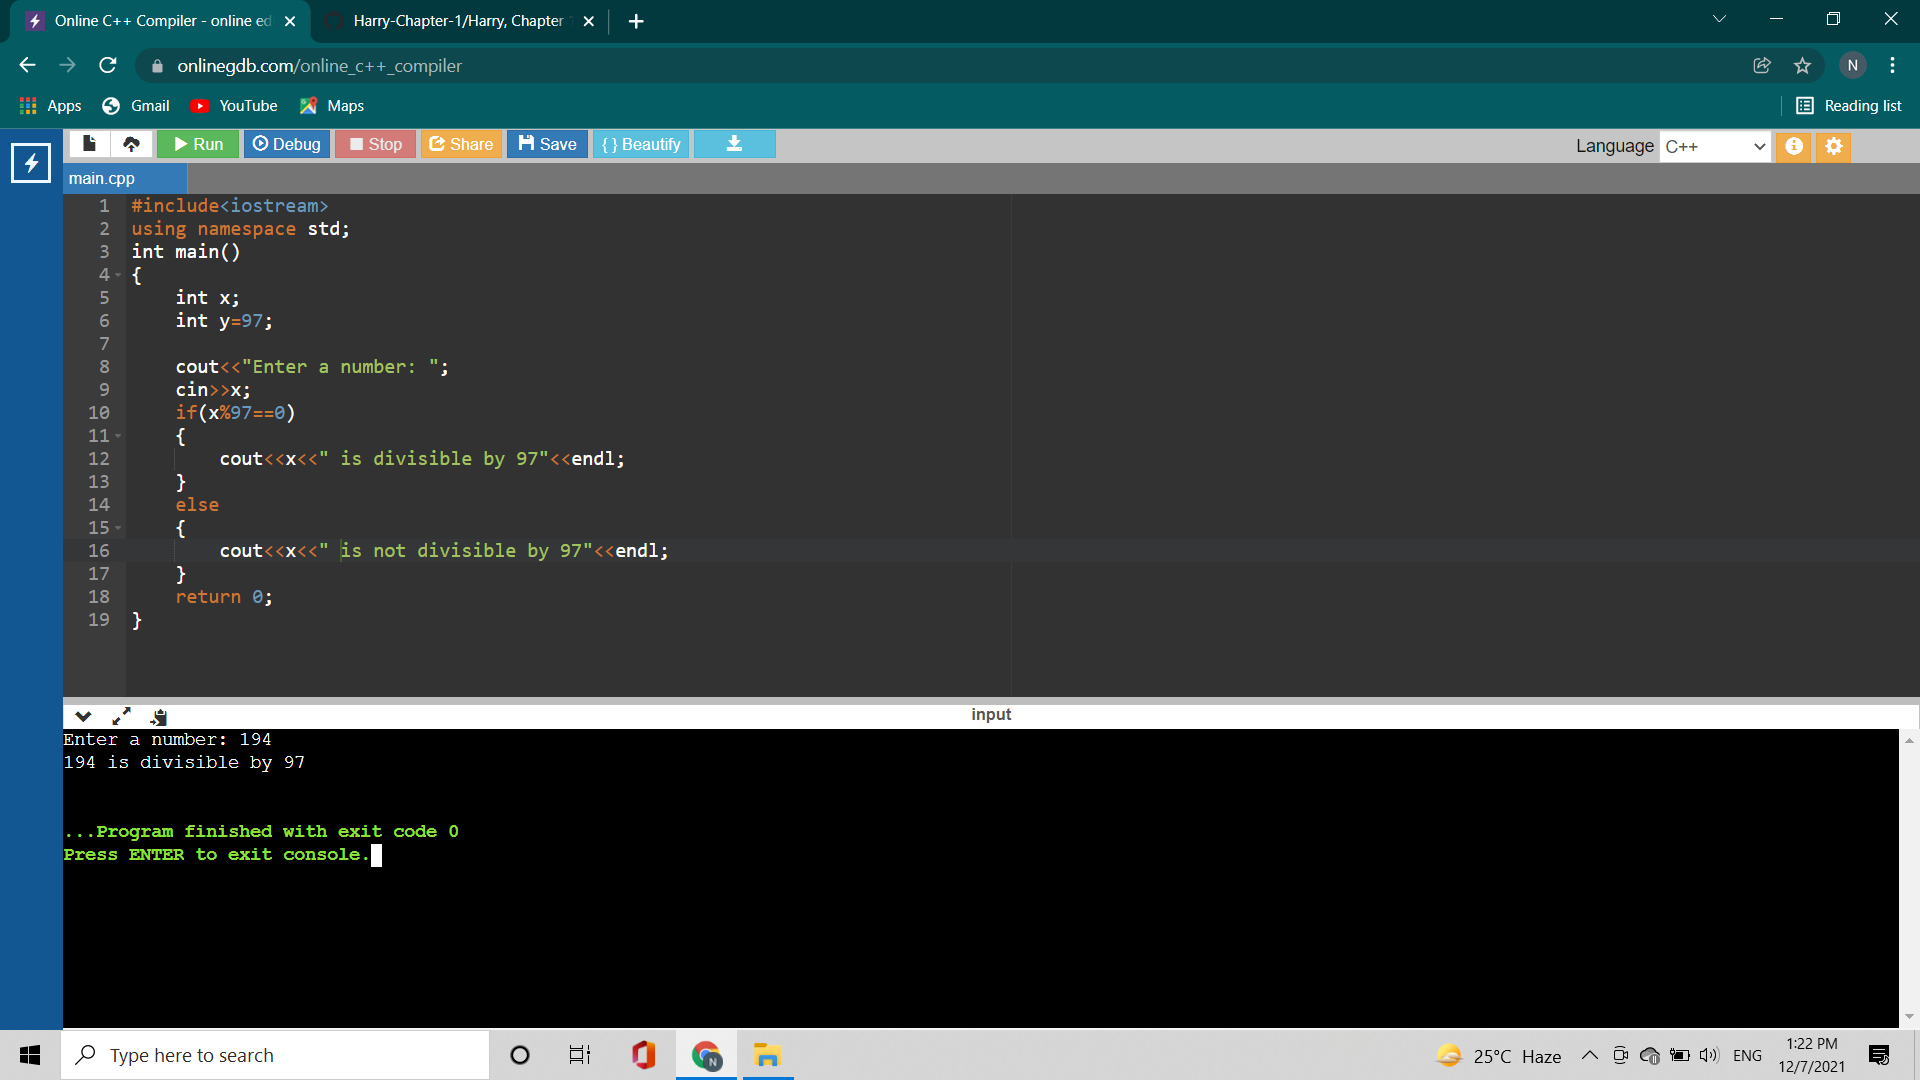 Online C++ Compiler - online ed
Harry-Chapter-1/Harry, Chapter
onlinegdb.com/online_c++_compiler
N
Apps
Gmail
YouTube
Maps
Reading list
Run
Debug
Stop
Share
Save
{ } Beautify
Language
C++
main.cpp
1 #include<iostream>
2 using namespace std;
3 int main()
4 {
5     int x;
6     int y=97;
7
8     cout<<"Enter a number: ";
9     cin>>x;
10     if(x%97==0)
11     {
12         cout<<x<<" is divisible by 97"<<endl;
13     }
14     else
15     {
16         cout<<x<<" is not divisible by 97"<<endl;
17     }
18     return 0;
19 }
input
Enter a number: 194
194 is divisible by 97
...Program finished with exit code 0
Press ENTER to exit console.
Type here to search
N
25°C Haze
ENG
1:22 PM
12/7/2021